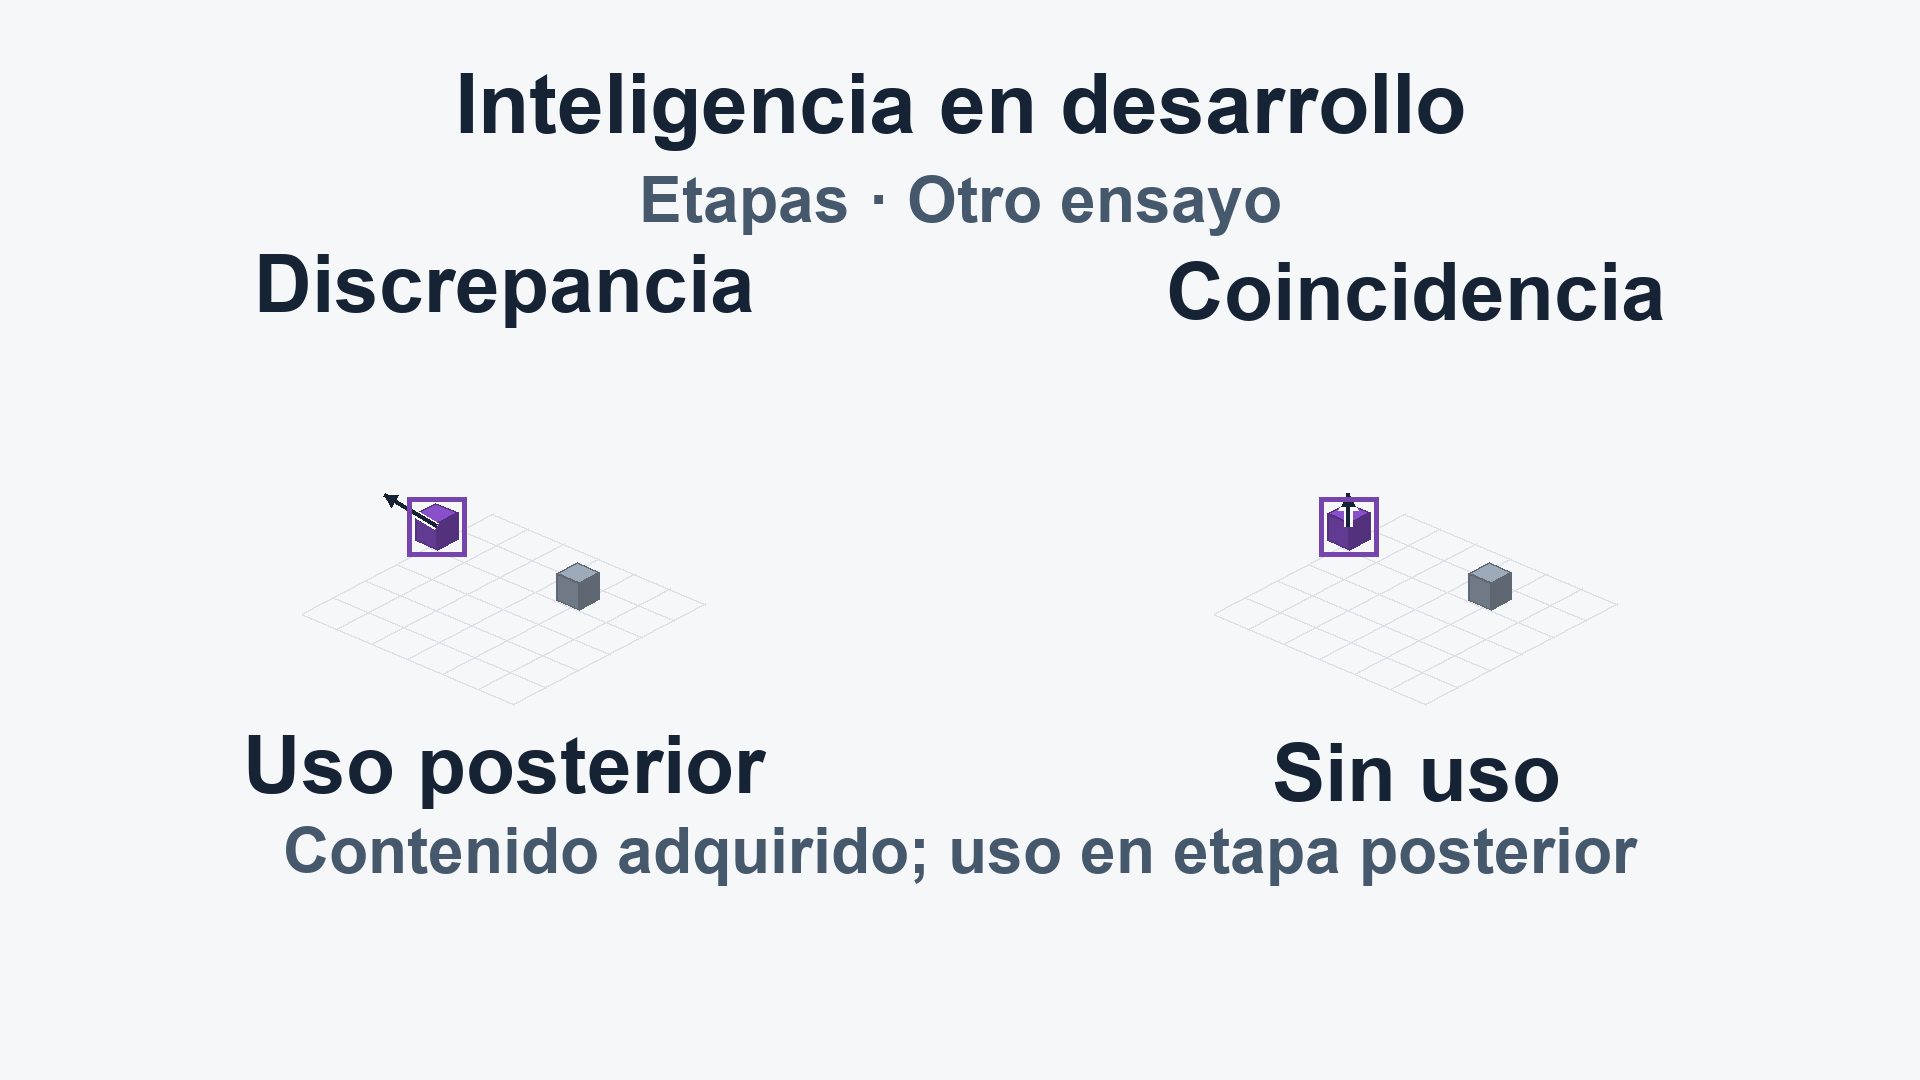 Inteligencia en desarrollo
Etapas · Otro ensayo
Discrepancia
Coincidencia
Uso posterior
Sin uso
Contenido adquirido; uso en etapa posterior